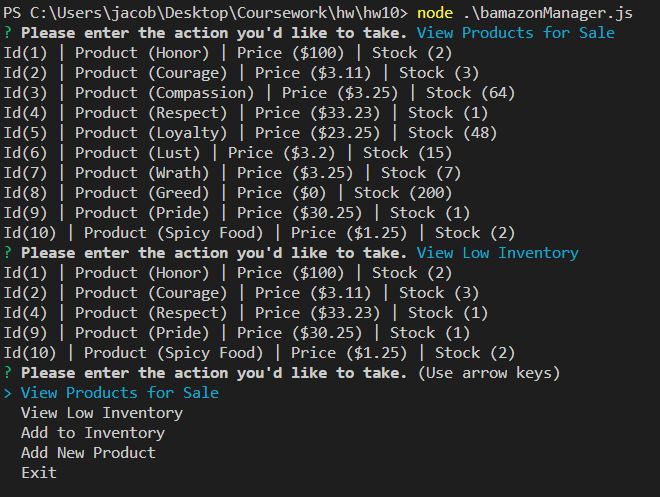 PS C:\Users\jacob\Desktop\Coursework\hw\hw10> node .\bamazonManager.js
? Please enter the action you'd like to take. View Products for Sale
Id(1) | Product (Honor) | Price ($100) | Stock (2)
Id(2) | Product (Courage) | Price ($3.11) | Stock (3)
Id(3) | Product (Compassion) | Price ($3.25) | Stock (64)
Id(4) | Product (Respect) | Price ($33.23) | Stock (1)
Id(5) | Product (Loyalty) | Price ($23.25) | Stock (48)
Id(6) | Product (Lust) | Price ($3.2) | Stock (15)
Id(7) | Product (Wrath) | Price ($3.25) | Stock (7)
Id(8) | Product (Greed) | Price ($0) | Stock (200)
Id(9) | Product (Pride) | Price ($30.25) | Stock (1)
Id(10) | Product (Spicy Food) | Price ($1.25) | Stock (2)
? Please enter the action you'd like to take. View Low Inventory
Id(1) | Product (Honor) | Price ($100) | Stock (2)
Id(2) | Product (Courage) | Price ($3.11) | Stock (3)
Id(4) | Product (Respect) | Price ($33.23) | Stock (1)
Id(9) | Product (Pride) | Price ($30.25) | Stock (1)
Id(10) | Product (Spicy Food) | Price ($1.25) | Stock (2)
? Please enter the action you'd like to take. (Use arrow keys)
> View Products for Sale
View Low Inventory
Add to Inventory
Add New Product
Exit